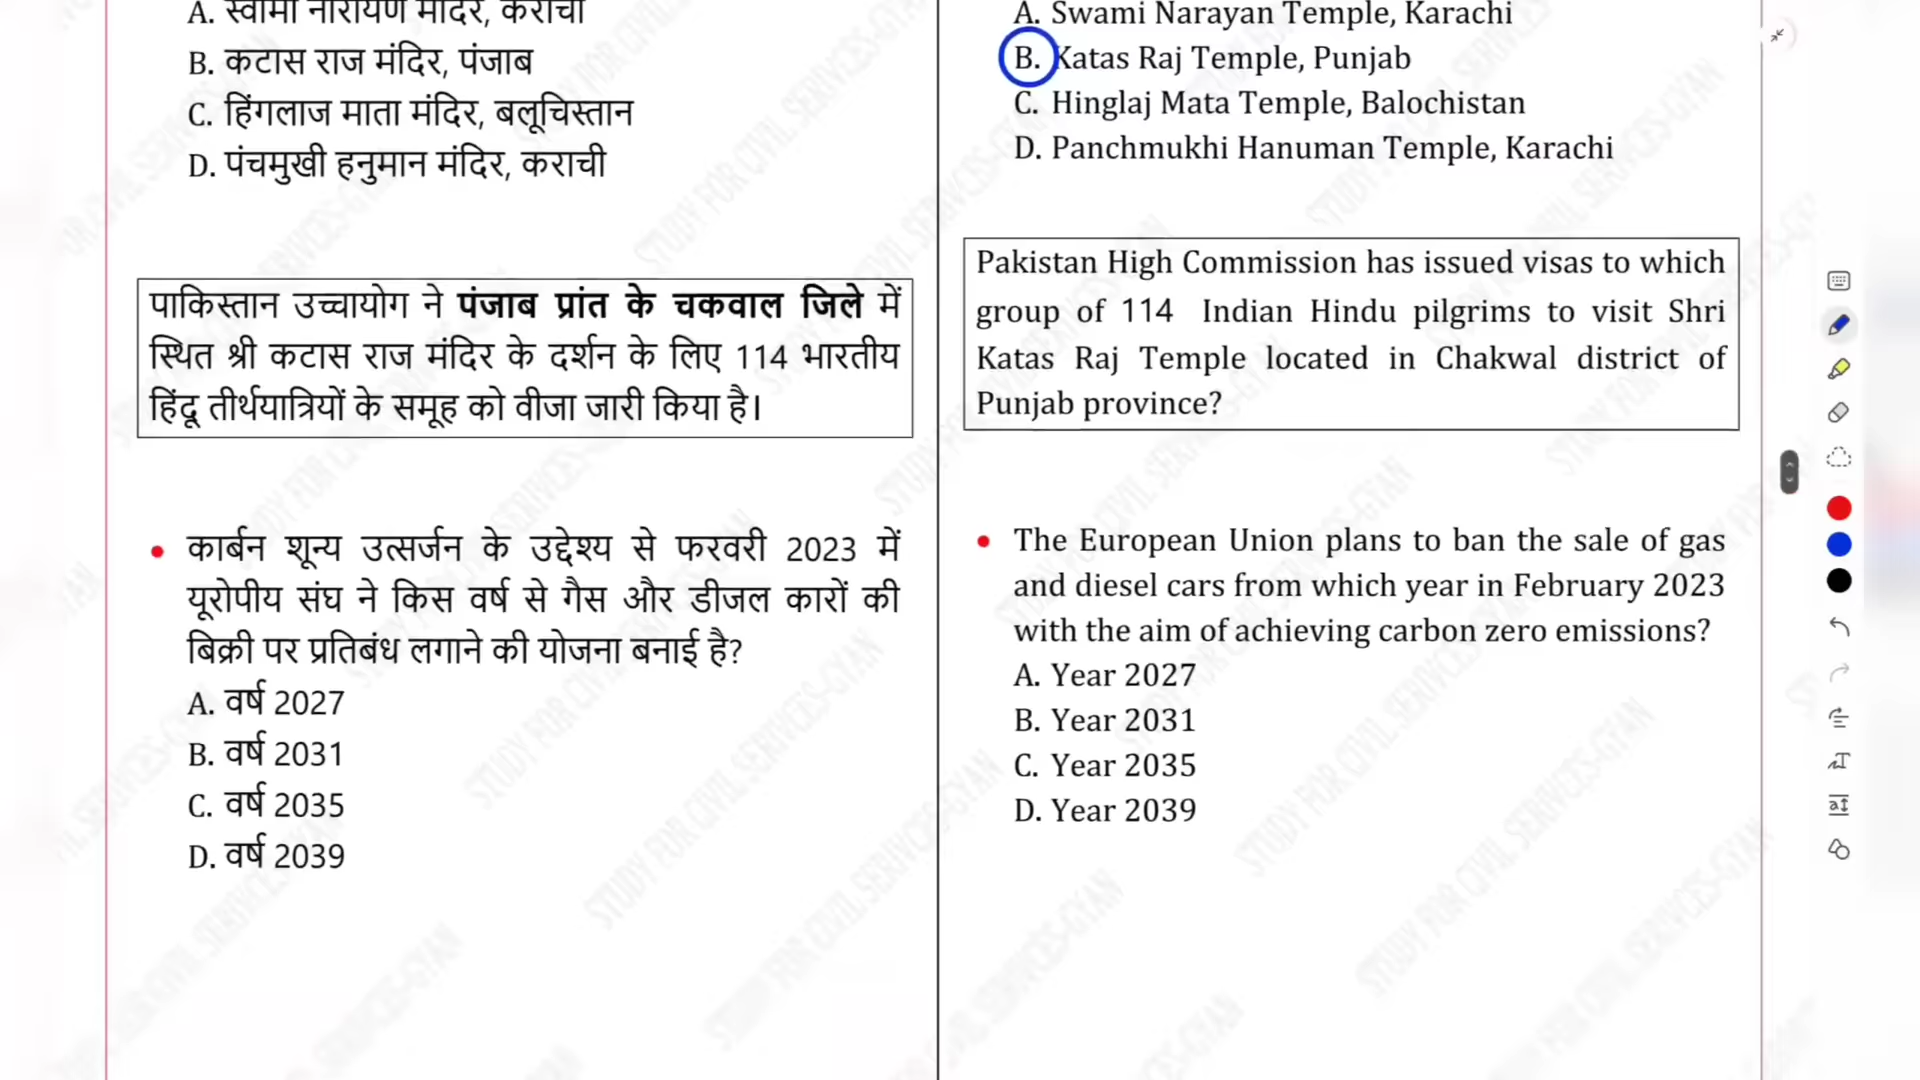 A. स्वामी नारायण मंदिर, कराची
B. कटास राज मंदिर, पंजाब
C. हिंगलाज माता मंदिर, बलूचिस्तान
D. पंचमुखी हनुमान मंदिर, कराची
पाकिस्तान उच्चायोग ने पंजाब प्रांत के चकवाल जिले में
स्थित श्री कटास राज मंदिर के दर्शन के लिए 114 भारतीय
हिंदू तीर्थयात्रियों के समूह को वीजा जारी किया है।
कार्बन शून्य उत्सर्जन के उद्देश्य से फरवरी 2023 में
यूरोपीय संघ ने किस वर्ष से गैस और डीजल कारों की
बिक्री पर प्रतिबंध लगाने की योजना बनाई है?
A. वर्ष 2027
B. वर्ष 2031
C. वर्ष 2035
D. वर्ष 2039
A. Swami Narayan Temple, Karachi
B. Katas Raj Temple, Punjab
C. Hinglaj Mata Temple, Balochistan
D. Panchmukhi Hanuman Temple, Karachi
Pakistan High Commission has issued visas to which
group of 114 Indian Hindu pilgrims to visit Shri
Katas Raj Temple located in Chakwal district of
Punjab province?
The European Union plans to ban the sale of gas
and diesel cars from which year in February 2023
with the aim of achieving carbon zero emissions?
A. Year 2027
B. Year 2031
C. Year 2035
D. Year 2039
STUDY FOR CIVIL SERIVCES-GYAN